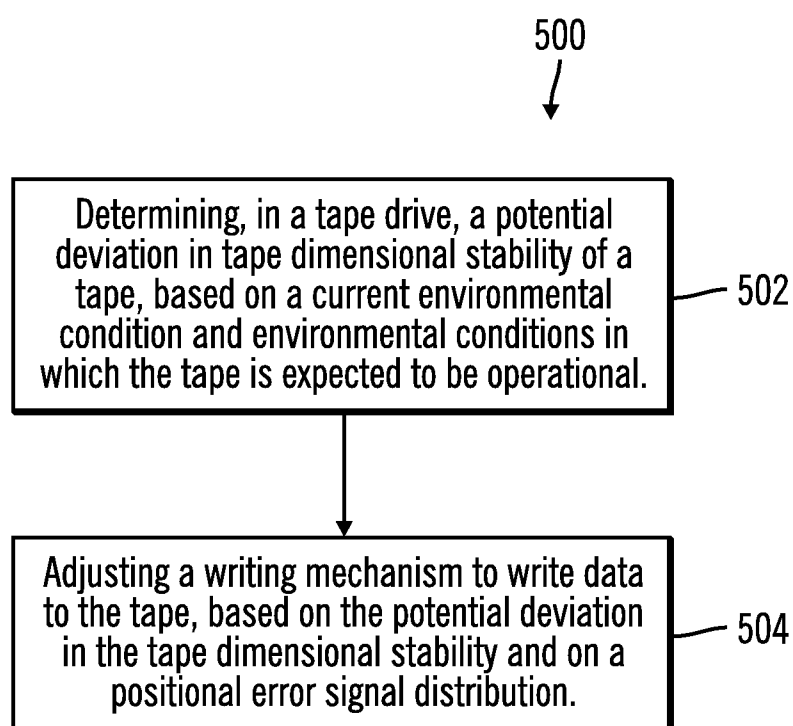 500
Determining, in a tape drive, a potential
deviation in tape dimensional stability of a
tape, based on a current environmental
condition and environmental conditions in
which the tape is expected to be operational.
502
Adjusting a writing mechanism to write data
to the tape, based on the potential deviation
in the tape dimensional stability and on a
positional error signal distribution.
504